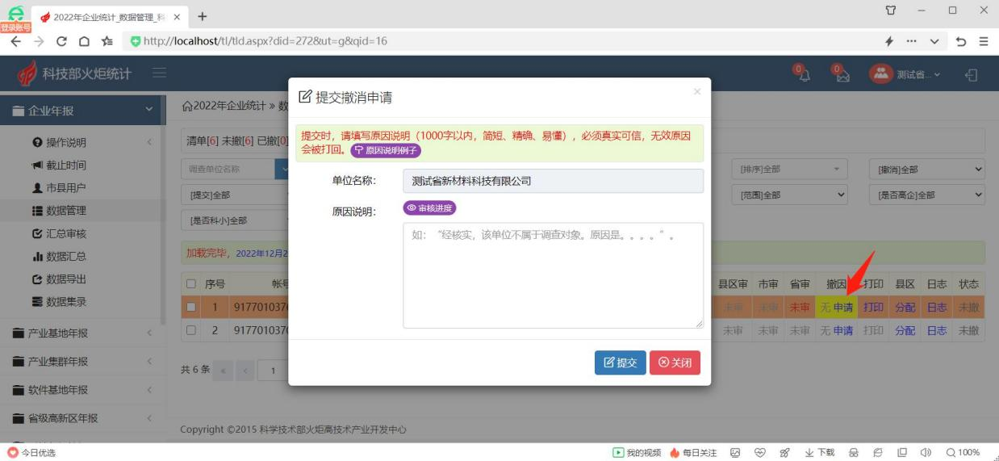 2022年企业统计_数据管理_科
登录账号
http://localhost/tl/tld.aspx?did=272&ut=g&qid=16
科技部火炬统计
0
0
测试省...
企业年报
操作说明
截止时间
市县用户
数据管理
汇总审核
数据汇总
数据导出
数据集录
产业基地年报
产业集群年报
软件基地年报
省级高新区年报
2022年企业统计 » 数
清单[6] 未撤[6] 已撤[0]
调查单位名称
[排序]全部
[撤消]全部
[提交]全部
[范围]全部
[是否高企]全部
[是否科小]全部
加载完毕，2022年12月2
序号 帐号 县区审 市审 省审 撤因 打印 县区 日志 状态
1 917701037 未审 未审 未审 无 申请 打印 分配 日志 未撤
2 917701037 未审 未审 未审 无 申请 打印 分配 日志 未撤
共 6 条 « ‹ 1
提交撤消申请
×
提交时，请填写原因说明（1000字以内，简短、精确、易懂），必须真实可信，无效原因
会被打回。 原因说明例子
单位名称： 测试省新材料科技有限公司
原因说明： 审核进度
如：“经核实，该单位不属于调查对象。原因是。。。。”。
提交 关闭
Copyright ©2015 科学技术部火炬高技术产业开发中心
今日优选
我的视频 每日关注 下载 100%